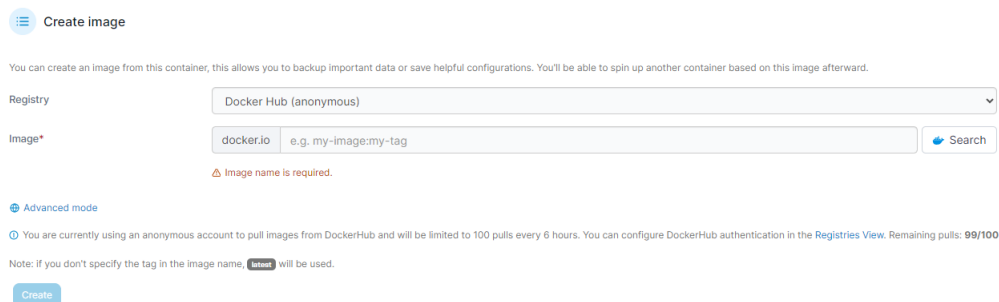 Create image
You can create an image from this container, this allows you to backup important data or save helpful configurations. You'll be able to spin up another container based on this image afterward.
Registry
Docker Hub (anonymous)
Image*
docker.io
e.g. my-image:my-tag
Search
Image name is required.
Advanced mode
You are currently using an anonymous account to pull images from DockerHub and will be limited to 100 pulls every 6 hours. You can configure DockerHub authentication in the Registries View. Remaining pulls: 99/100
Note: if you don't specify the tag in the image name, latest will be used.
Create